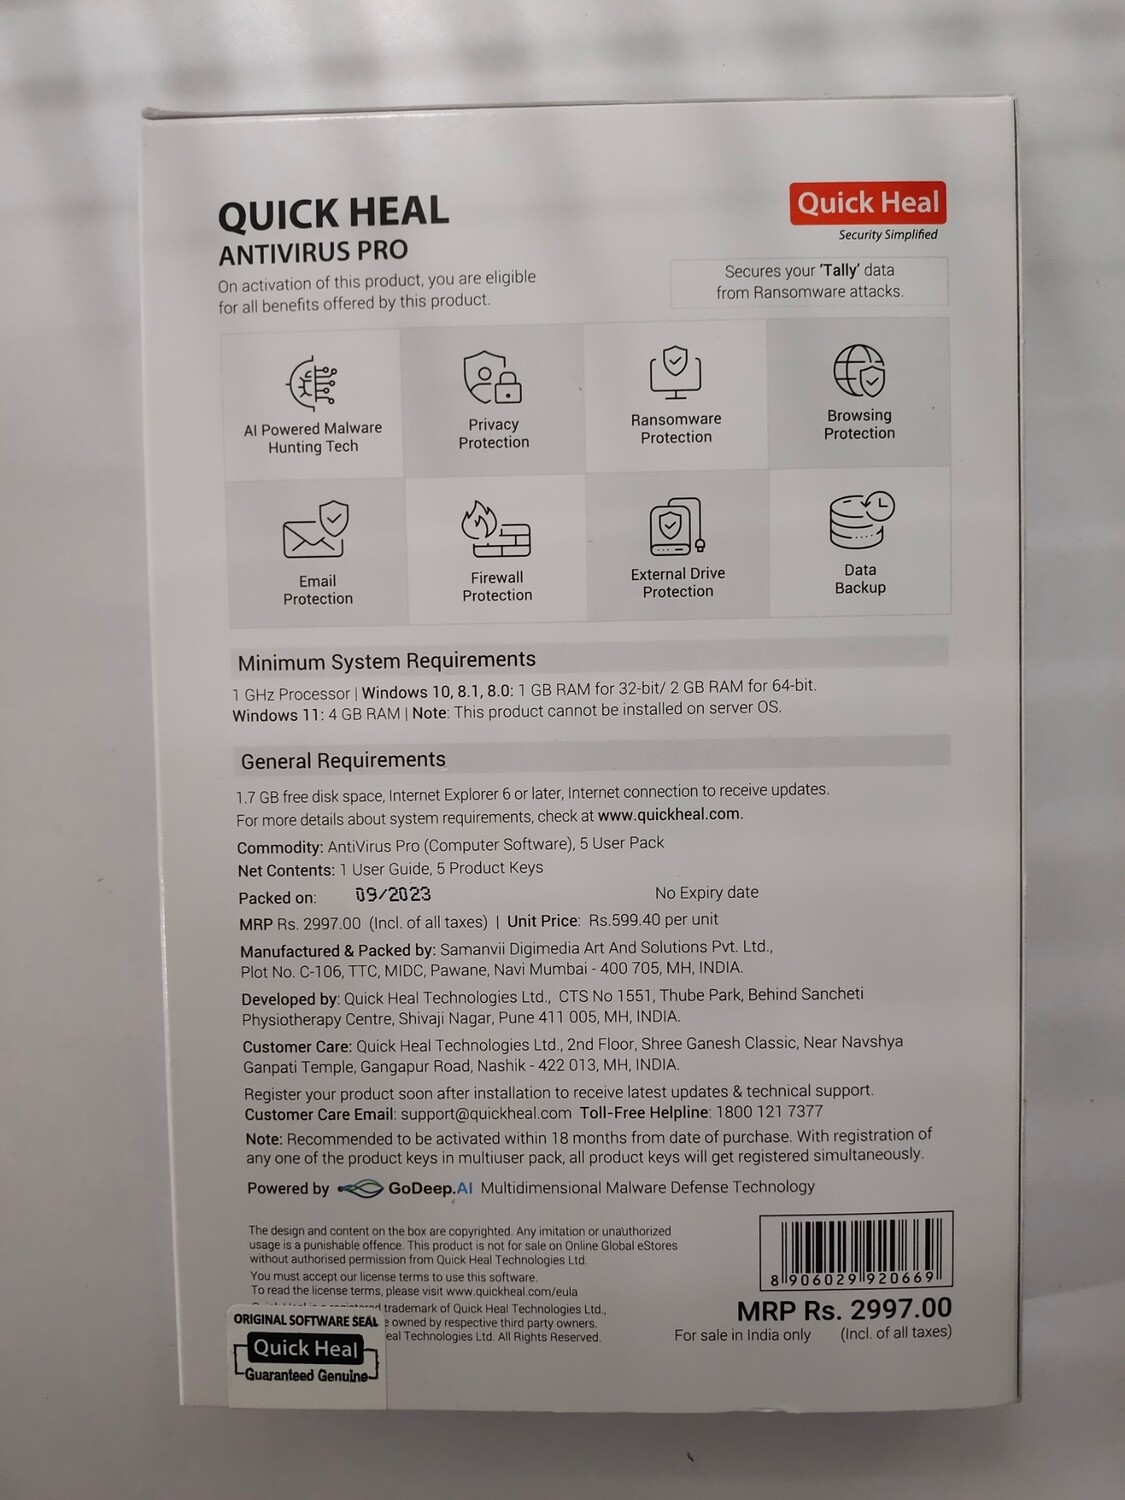 QUICK HEAL
ANTIVIRUS PRO
On activation of this product, you are eligible
for all benefits offered by this product.
Quick Heal
Security Simplified
Secures your 'Tally' data
from Ransomware attacks.
AI Powered Malware
Hunting Tech
Privacy
Protection
Ransomware
Protection
Browsing
Protection
Email
Protection
Firewall
Protection
External Drive
Protection
Data
Backup
Minimum System Requirements
1 GHz Processor | Windows 10, 8.1, 8.0: 1 GB RAM for 32-bit/ 2 GB RAM for 64-bit.
Windows 11: 4 GB RAM | Note: This product cannot be installed on server OS.
General Requirements
1.7 GB free disk space, Internet Explorer 6 or later, Internet connection to receive updates.
For more details about system requirements, check at www.quickheal.com.
Commodity: AntiVirus Pro (Computer Software), 5 User Pack
Net Contents: 1 User Guide, 5 Product Keys
Packed on: 09/2023 No Expiry date
MRP Rs. 2997.00 (Incl. of all taxes) | Unit Price: Rs.599.40 per unit
Manufactured & Packed by: Samanvii Digimedia Art And Solutions Pvt. Ltd.,
Plot No. C-106, TTC, MIDC, Pawane, Navi Mumbai - 400 705, MH, INDIA.
Developed by: Quick Heal Technologies Ltd., CTS No 1551, Thube Park, Behind Sancheti
Physiotherapy Centre, Shivaji Nagar, Pune 411 005, MH, INDIA.
Customer Care: Quick Heal Technologies Ltd., 2nd Floor, Shree Ganesh Classic, Near Navshya
Ganpati Temple, Gangapur Road, Nashik - 422 013, MH, INDIA.
Register your product soon after installation to receive latest updates & technical support.
Customer Care Email: support@quickheal.com Toll-Free Helpline: 1800 121 7377
Note: Recommended to be activated within 18 months from date of purchase. With registration of
any one of the product keys in multiuser pack, all product keys will get registered simultaneously.
Powered by GoDeep.AI Multidimensional Malware Defense Technology
The design and content on the box are copyrighted. Any imitation or unauthorized
usage is a punishable offence. This product is not for sale on Online Global eStores
without authorised permission from Quick Heal Technologies Ltd.
You must accept our license terms to use this software.
To read the license terms, please visit www.quickheal.com/eula
trademark of Quick Heal Technologies Ltd.,
owned by respective third party owners.
Technologies Ltd. All Rights Reserved.
ORIGINAL SOFTWARE SEAL
Quick Heal
Guaranteed Genuine
8 906029 920669
MRP Rs. 2997.00
For sale in India only (Incl. of all taxes)